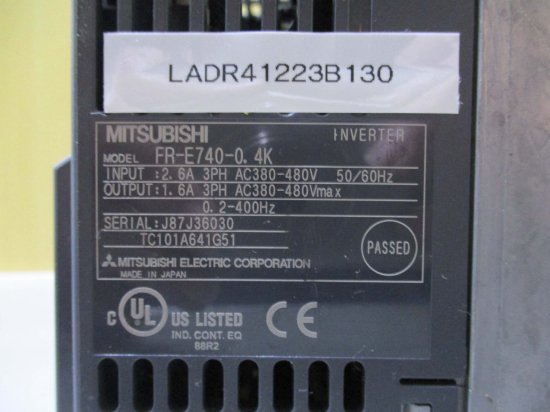 LADR41223B130
MITSUBISHI INVERTER
MODEL FR-E740-0.4K
INPUT :2.6A 3PH AC380-480V 50/60Hz
OUTPUT:1.6A 3PH AC380-480Vmax
0.2-400Hz
SERIAL:J87J36030
TC101A641G51
PASSED
MITSUBISHI ELECTRIC CORPORATION
MADE IN JAPAN
C UL US LISTED CE
IND. CONT. EQ
88R2